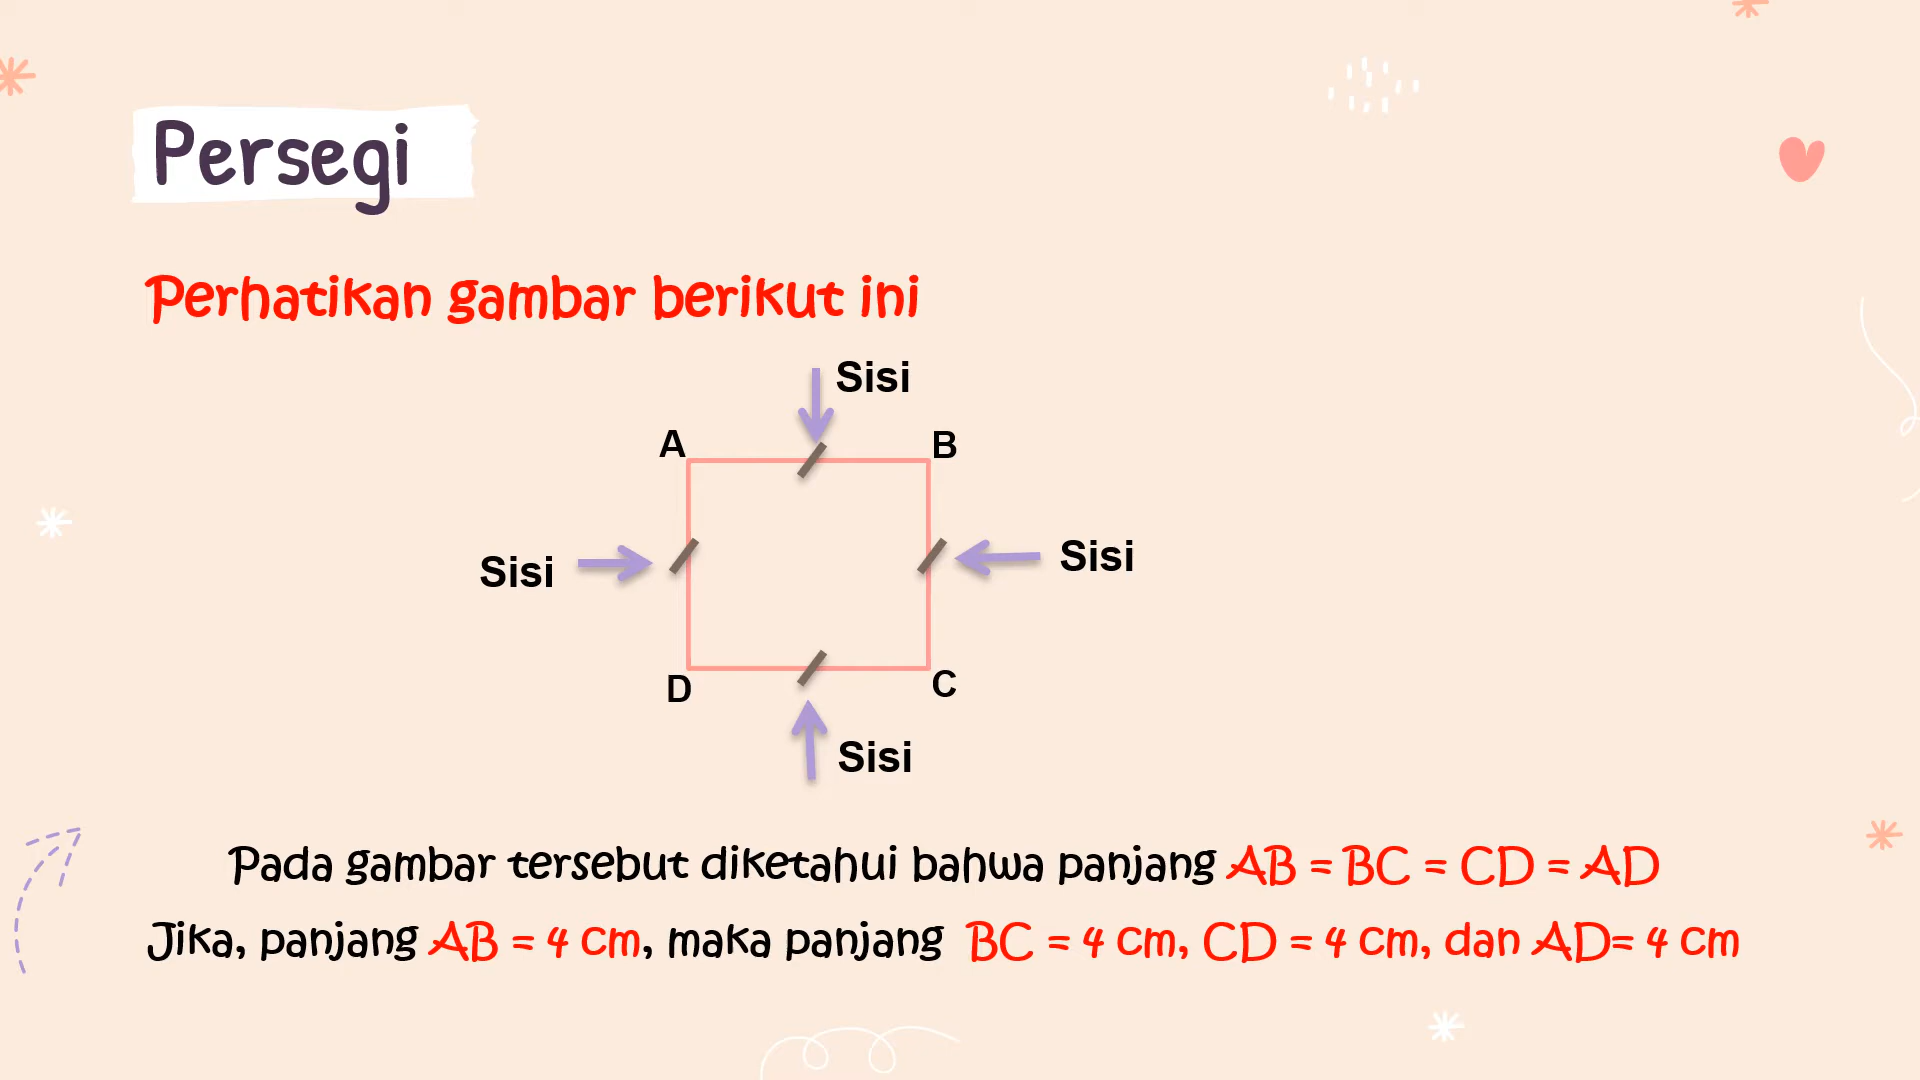 Persegi
Perhatikan gambar berikut ini
Sisi
A B
Sisi Sisi
D C
Sisi
Pada gambar tersebut diketahui bahwa panjang AB = BC = CD = AD
Jika, panjang AB = 4 cm, maka panjang BC = 4 cm, CD = 4 cm, dan AD= 4 cm